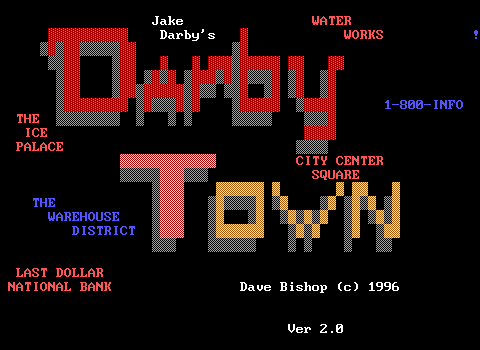 Jake
Darby's
WATER
WORKS
!
Darby
1-800-INFO
THE
ICE
PALACE
CITY CENTER
SQUARE
Town
THE
WAREHOUSE
DISTRICT
LAST DOLLAR
NATIONAL BANK
Dave Bishop (c) 1996
Ver 2.0